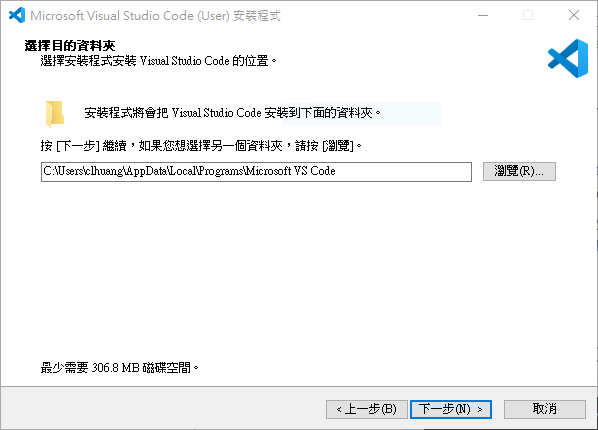 Microsoft Visual Studio Code (User) 安裝程式
選擇目的資料夾
選擇安裝程式安裝 Visual Studio Code 的位置。
安裝程式將會把 Visual Studio Code 安裝到下面的資料夾。
按 [下一步] 繼續，如果您想選擇另一個資料夾，請按 [瀏覽]。
C:\Users\clhuang\AppData\Local\Programs\Microsoft VS Code
瀏覽(R)...
最少需要 306.8 MB 磁碟空間。
< 上一步(B)
下一步(N) >
取消